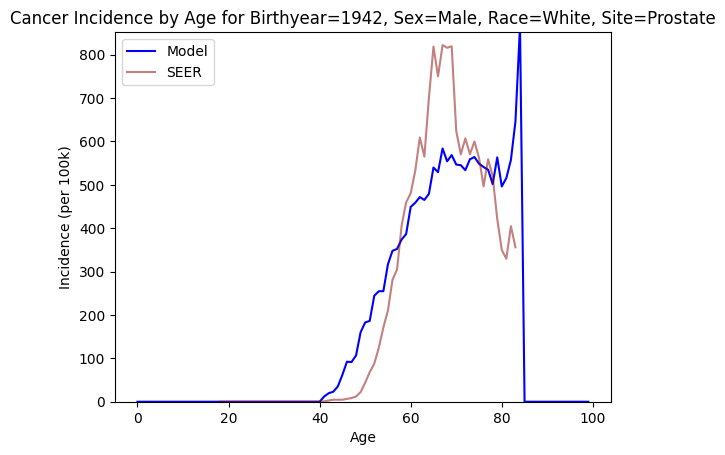 Cancer Incidence by Age for Birthyear=1942, Sex=Male, Race=White, Site=Prostate
Model
SEER
Incidence (per 100k)
800
700
600
500
400
300
200
100
0
0 20 40 60 80 100
Age